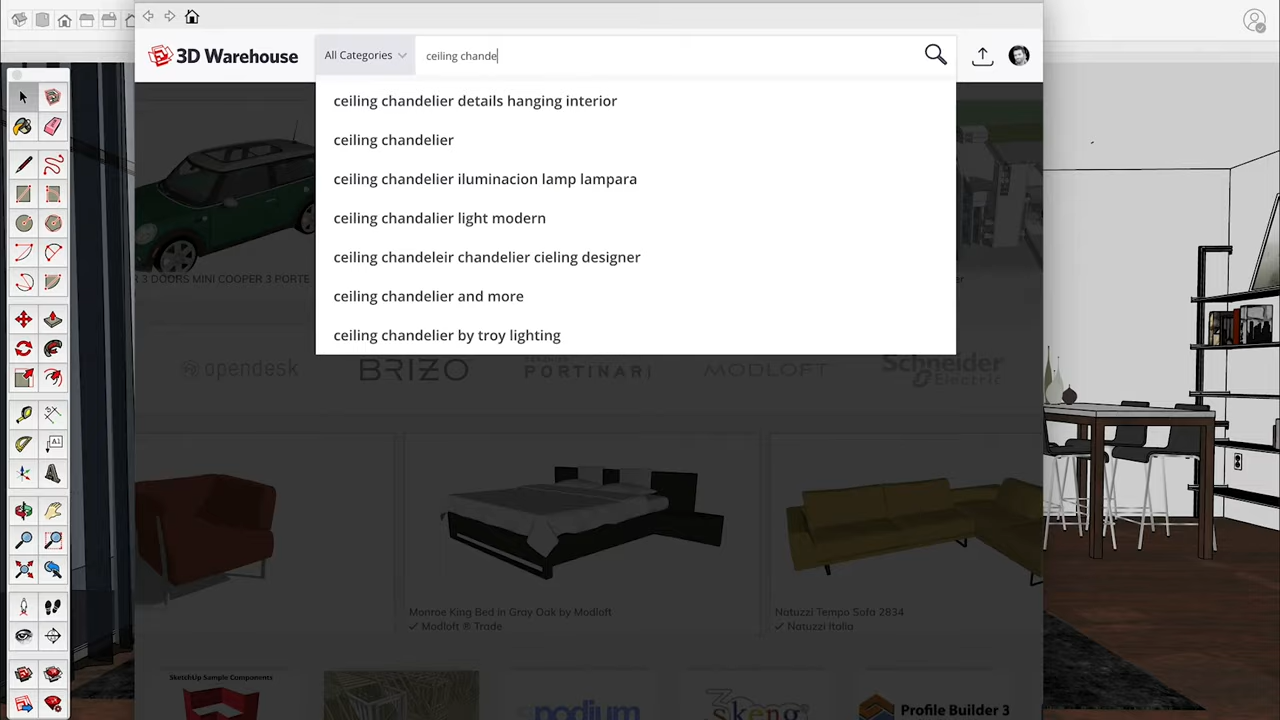 3D Warehouse
All Categories
ceiling chande
ceiling chandelier details hanging interior
ceiling chandelier
ceiling chandelier iluminacion lamp lampara
ceiling chandalier light modern
ceiling chandeleir chandelier cieling designer
ceiling chandelier and more
ceiling chandelier by troy lighting
3 DOORS MINI COOPER 3 PORTE
opendesk
BRIZO
PORTINARI
MODLOFT
Schneider
Electric
Monroe King Bed in Gray Oak by Modloft
Modloft ® Trade
Natuzzi Tempo Sofa 2834
Natuzzi Italia
SketchUp Sample Components
podium
skeng
Profile Builder 3
A1